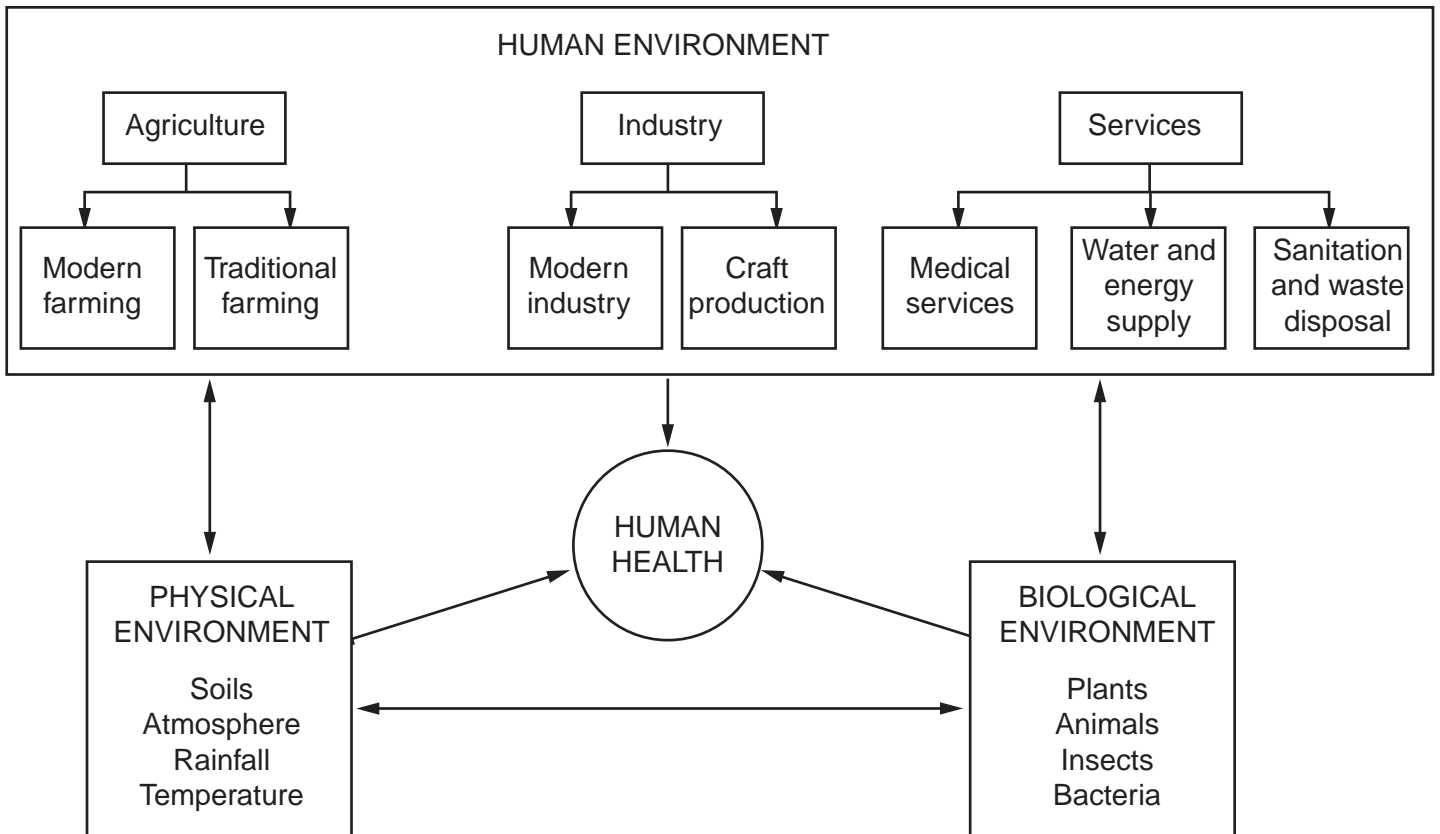 HUMAN ENVIRONMENT
Agriculture
Industry
Services
Modern
farming
Traditional
farming
Modern
industry
Craft
production
Medical
services
Water and
energy
supply
Sanitation
and waste
disposal
HUMAN
HEALTH
PHYSICAL
ENVIRONMENT
Soils
Atmosphere
Rainfall
Temperature
BIOLOGICAL
ENVIRONMENT
Plants
Animals
Insects
Bacteria